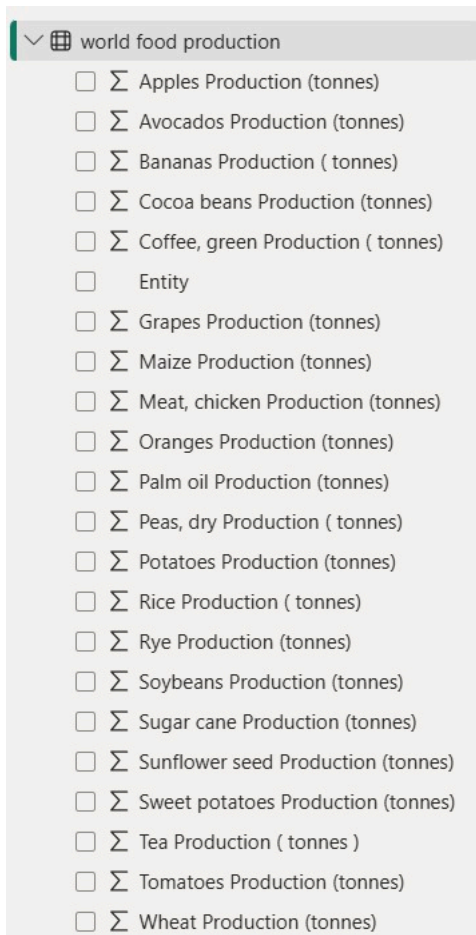 world food production
Apples Production (tonnes)
Avocados Production (tonnes)
Bananas Production ( tonnes)
Cocoa beans Production (tonnes)
Coffee, green Production ( tonnes)
Entity
Grapes Production (tonnes)
Maize Production (tonnes)
Meat, chicken Production (tonnes)
Oranges Production (tonnes)
Palm oil Production (tonnes)
Peas, dry Production ( tonnes)
Potatoes Production (tonnes)
Rice Production ( tonnes)
Rye Production (tonnes)
Soybeans Production (tonnes)
Sugar cane Production (tonnes)
Sunflower seed Production (tonnes)
Sweet potatoes Production (tonnes)
Tea Production ( tonnes )
Tomatoes Production (tonnes)
Wheat Production (tonnes)